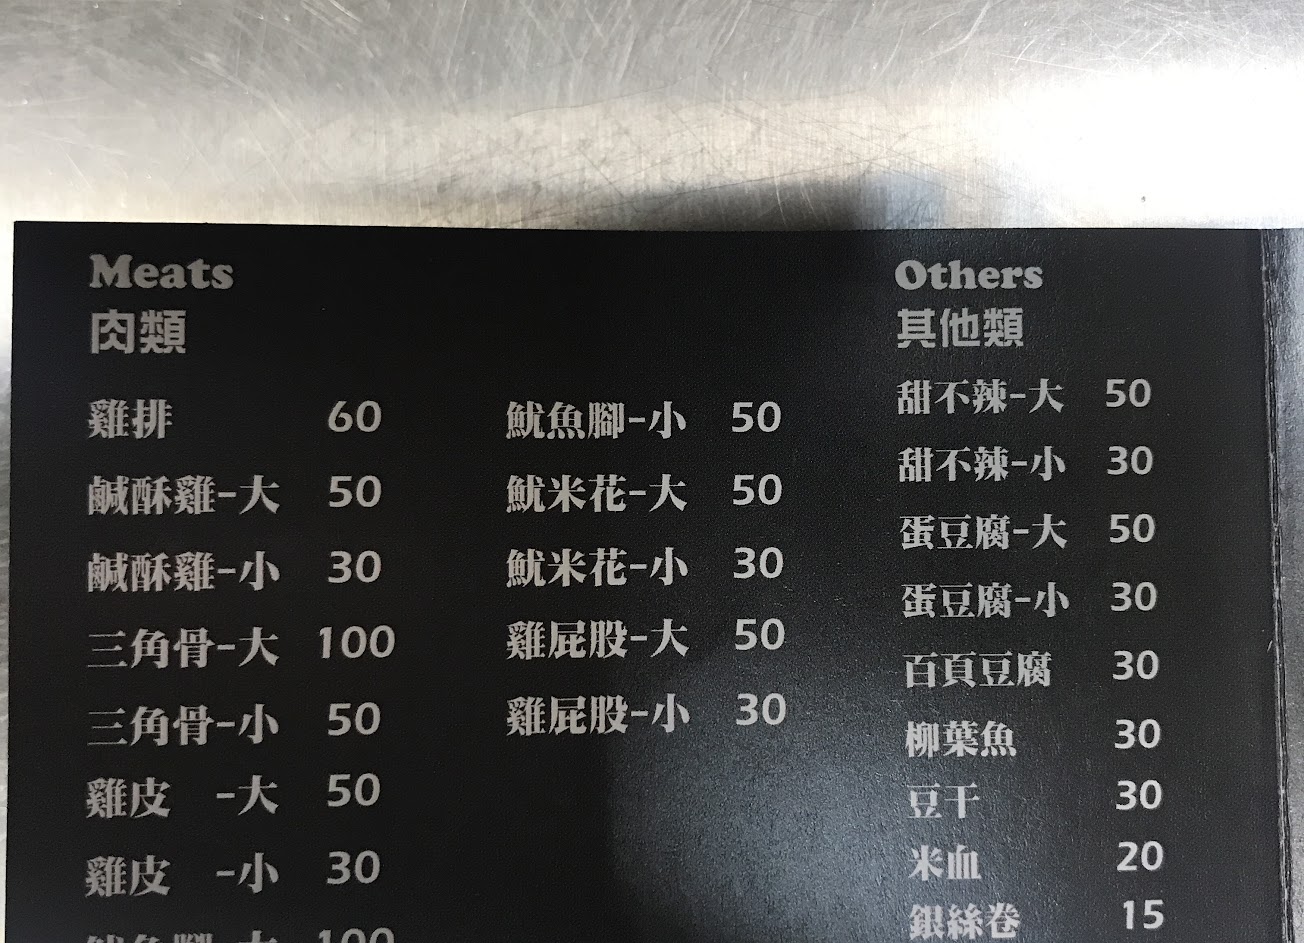 Meats
肉類
雞排 60
鹹酥雞-大 50
鹹酥雞-小 30
三角骨-大 100
三角骨-小 50
雞皮 -大 50
雞皮 -小 30
魷魚腳-大 100
魷魚腳-小 50
魷米花-大 50
魷米花-小 30
雞屁股-大 50
雞屁股-小 30
Others
其他類
甜不辣-大 50
甜不辣-小 30
蛋豆腐-大 50
蛋豆腐-小 30
百頁豆腐 30
柳葉魚 30
豆干 30
米血 20
銀絲卷 15